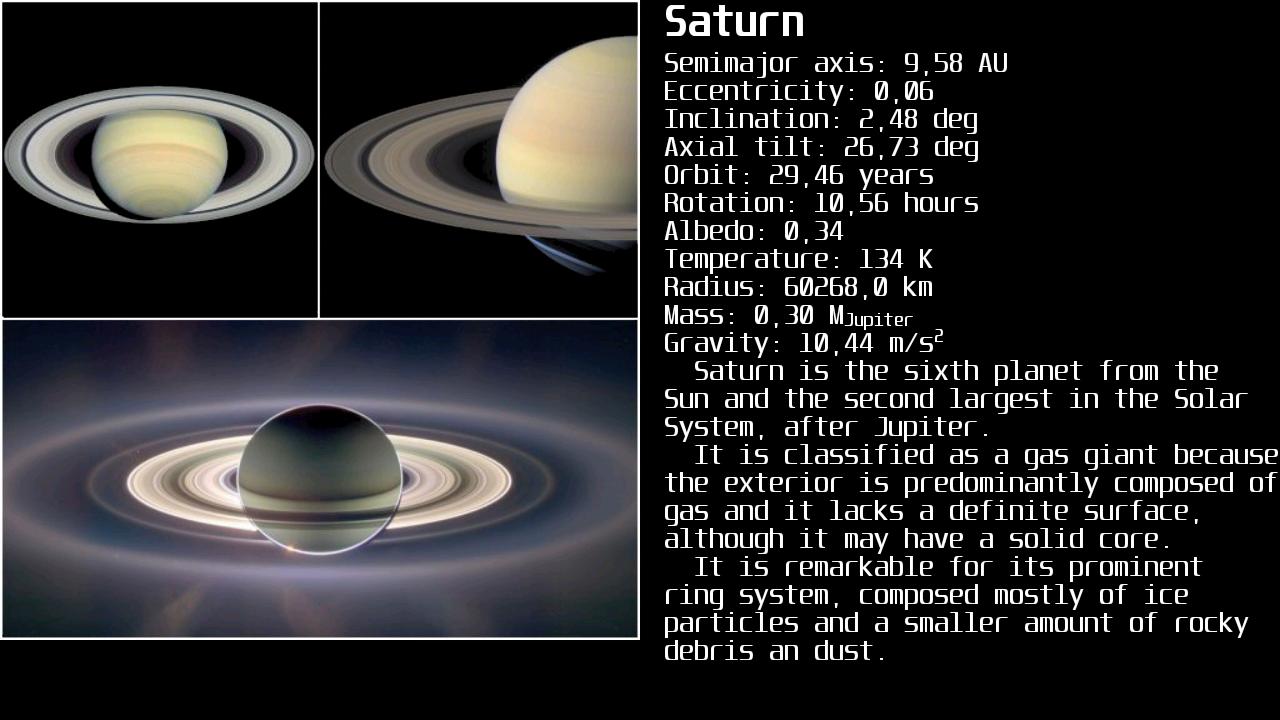 Saturn
Semimajor axis: 9,58 AU
Eccentricity: 0,06
Inclination: 2,48 deg
Axial tilt: 26,73 deg
Orbit: 29,46 years
Rotation: 10,56 hours
Albedo: 0,34
Temperature: 134 K
Radius: 60268,0 km
Mass: 0,30 MJupiter
Gravity: 10,44 m/s²
Saturn is the sixth planet from the
Sun and the second largest in the Solar
System, after Jupiter.
It is classified as a gas giant because
the exterior is predominantly composed of
gas and it lacks a definite surface,
although it may have a solid core.
It is remarkable for its prominent
ring system, composed mostly of ice
particles and a smaller amount of rocky
debris an dust.